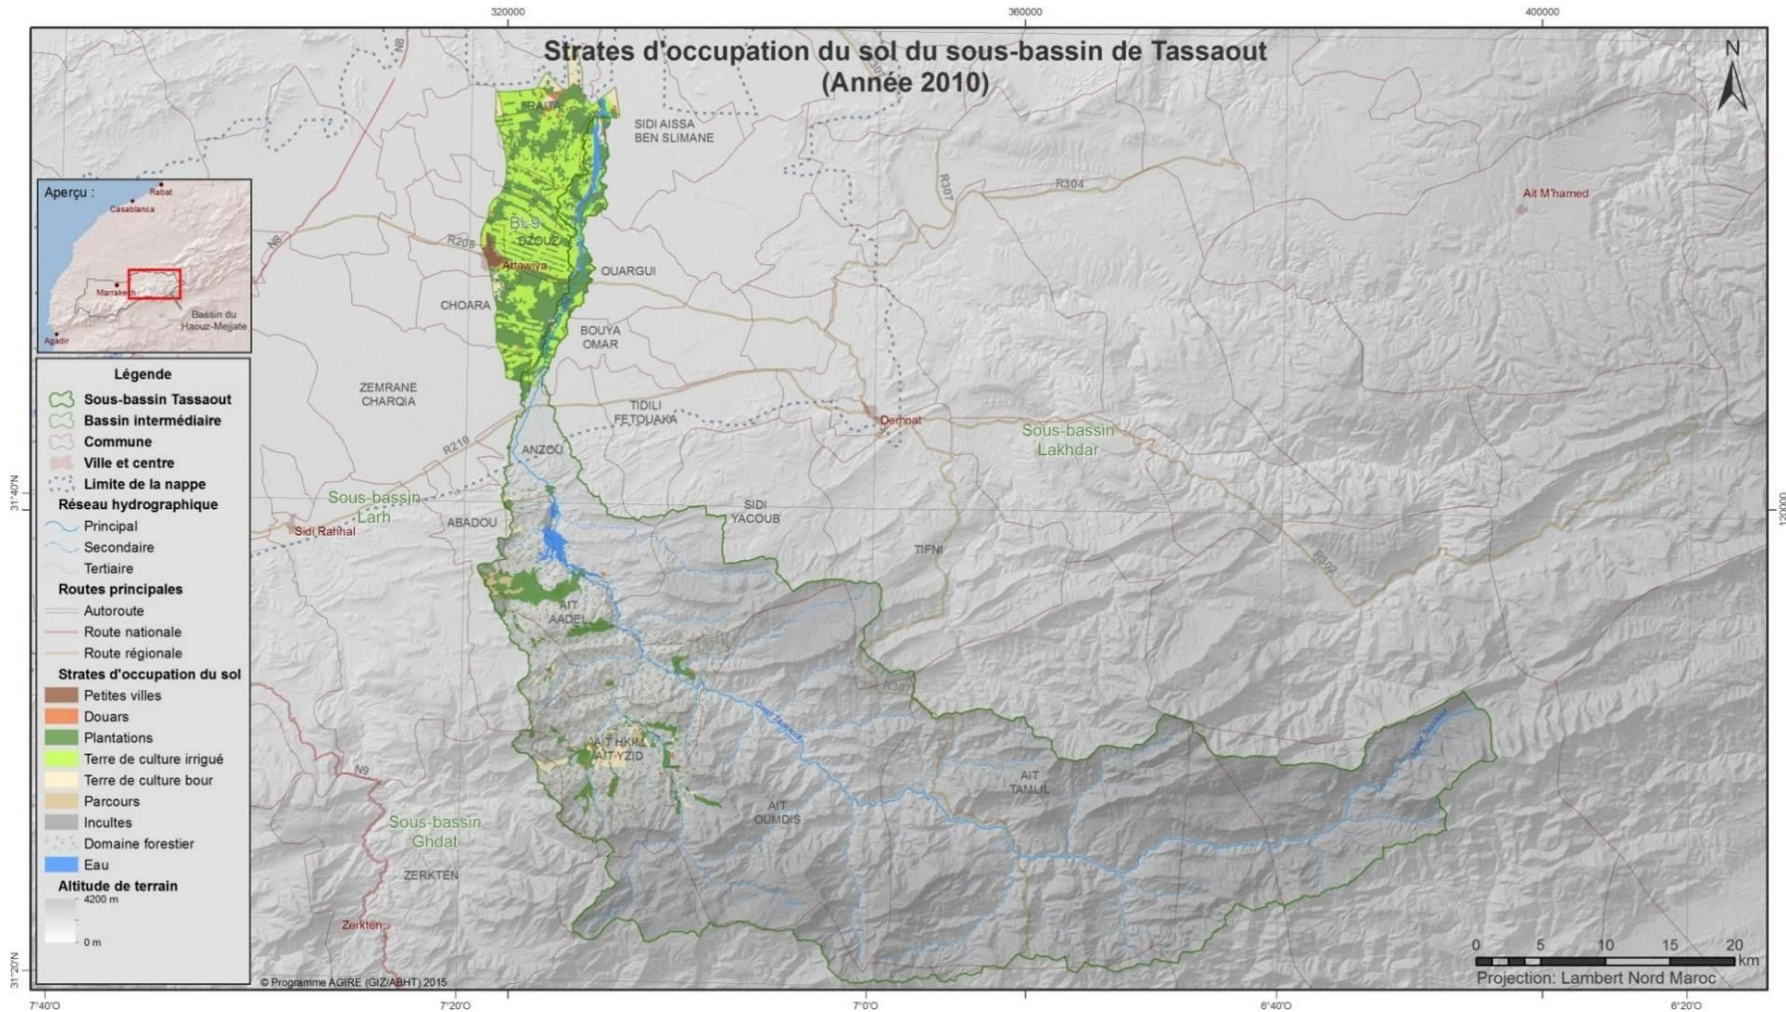 320000
360000
400000
Strates d'occupation du sol du sous-bassin de Tassaout
(Année 2010)
N
N8
FRAITA
SIDI AISSA
BEN SLIMANE
R307
R304
Ait M'hamed
Aperçu :
Rabat
Casablanca
Marrakech
Bassin du
Haouz-Mejjate
Agadir
N8
R208
BI-9
DZOUZ
Attawiya
OUARGUI
CHOARA
BOUYA
OMAR
ZEMRANE
CHARQIA
TIDILI
FETOUAKA
Demnat
Sous-bassin
Lakhdar
R210
ANZOU
31°40'
Sous-bassin
Larh
Sidi Rahhal
ABADOU
SIDI
YACOUB
TIFNI
R302
120000
AIT
AADEL
R307
AIT HKIM
AIT YZID
AIT
OUMDIS
AIT
TAMLIL
N9
Sous-bassin
Ghdat
ZERKTEN
Zerkten
Légende
Sous-bassin Tassaout
Bassin intermédiaire
Commune
Ville et centre
Limite de la nappe
Réseau hydrographique
Principal
Secondaire
Tertiaire
Routes principales
Autoroute
Route nationale
Route régionale
Strates d'occupation du sol
Petites villes
Douars
Plantations
Terre de culture irrigué
Terre de culture bour
Parcours
Incultes
Domaine forestier
Eau
Altitude de terrain
4200 m
0 m
© Programme AGIRE (GIZ/ABHT) 2015
0 5 10 15 20
km
Projection: Lambert Nord Maroc
31°20'
7°40'O
7°20'O
7°0'O
6°40'O
6°20'O